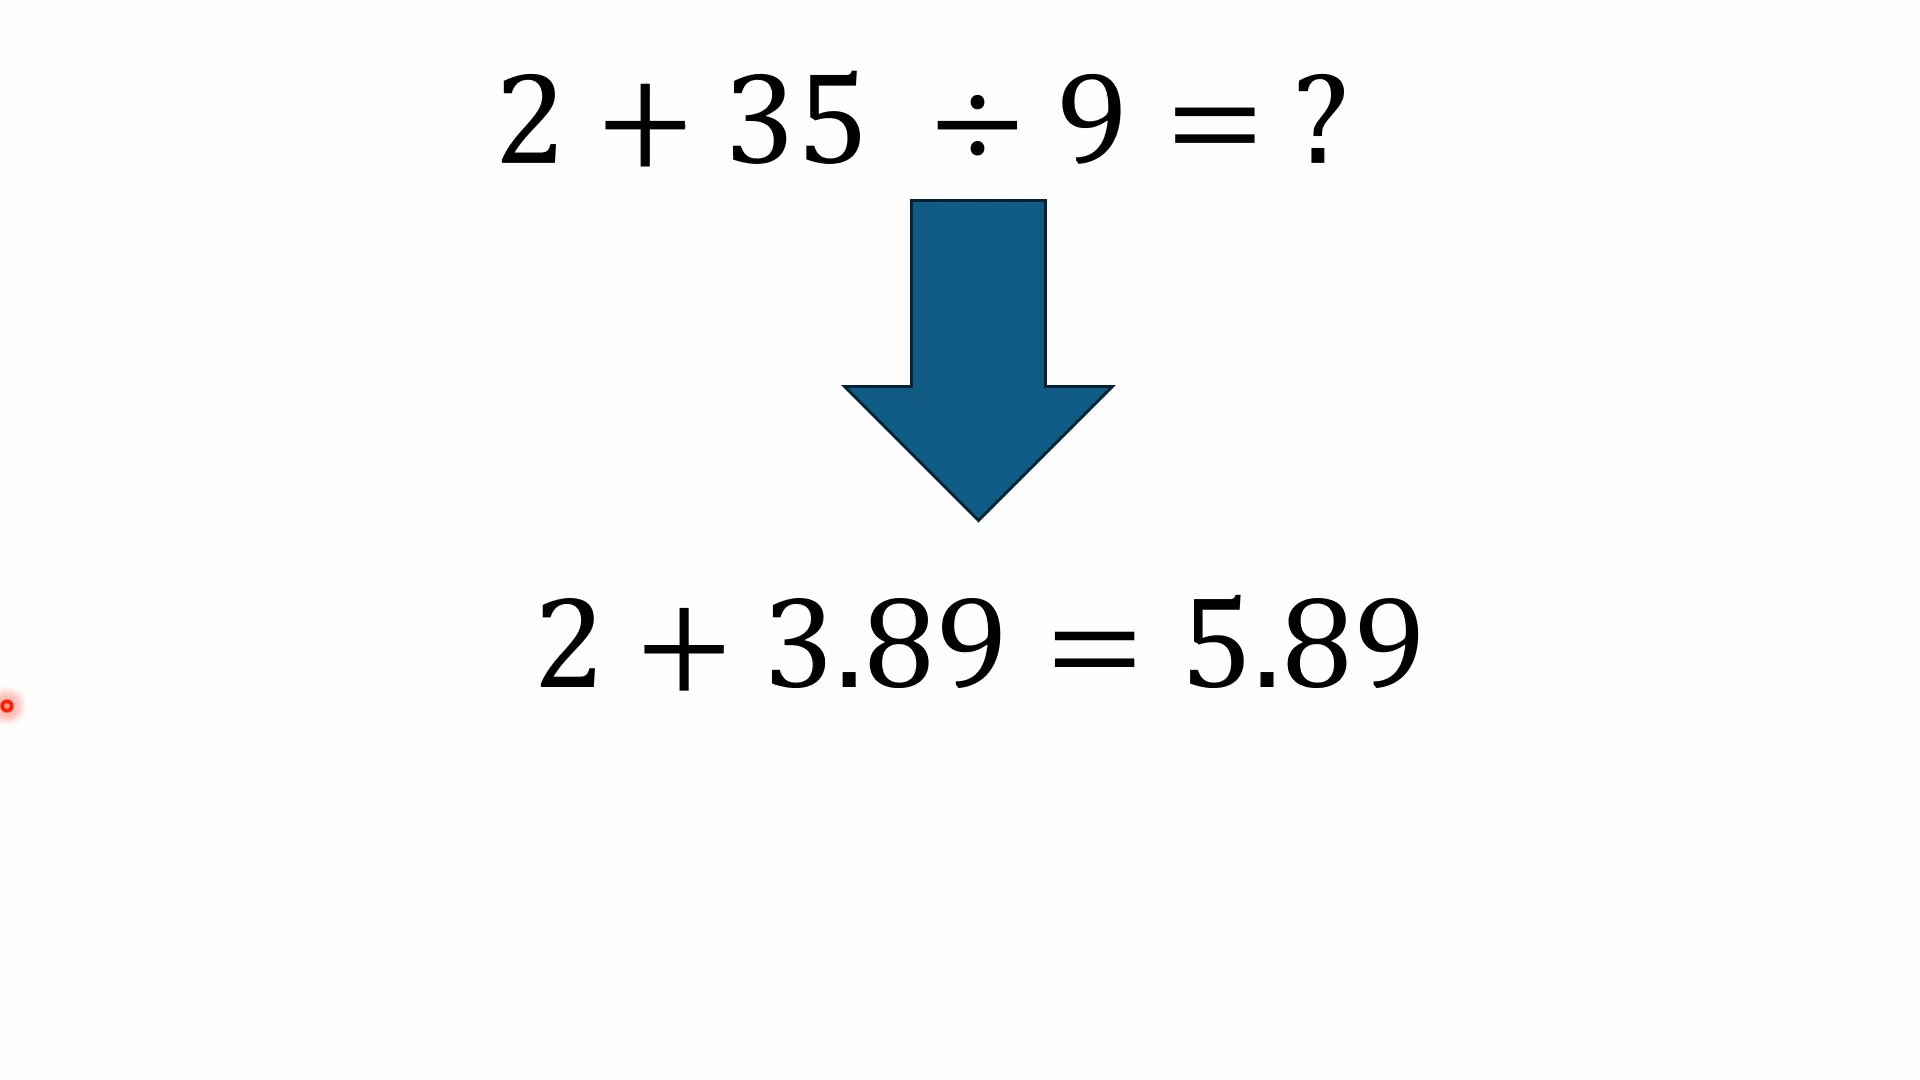 2 + 35 ÷ 9 = ?
2 + 3.89 = 5.89